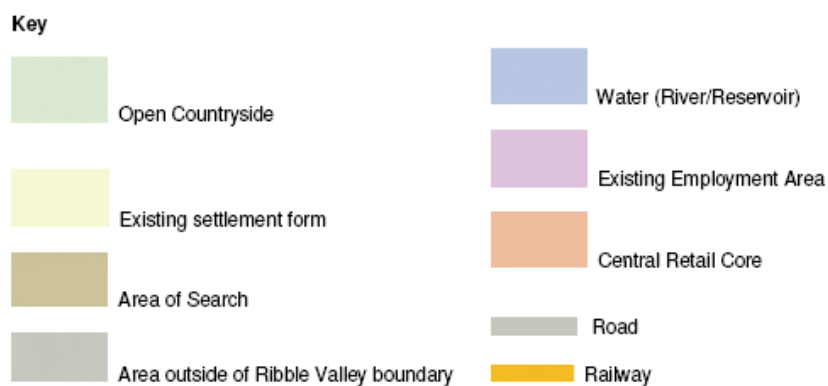 Key
Open Countryside
Existing settlement form
Area of Search
Area outside of Ribble Valley boundary
Water (River/Reservoir)
Existing Employment Area
Central Retail Core
Road
Railway